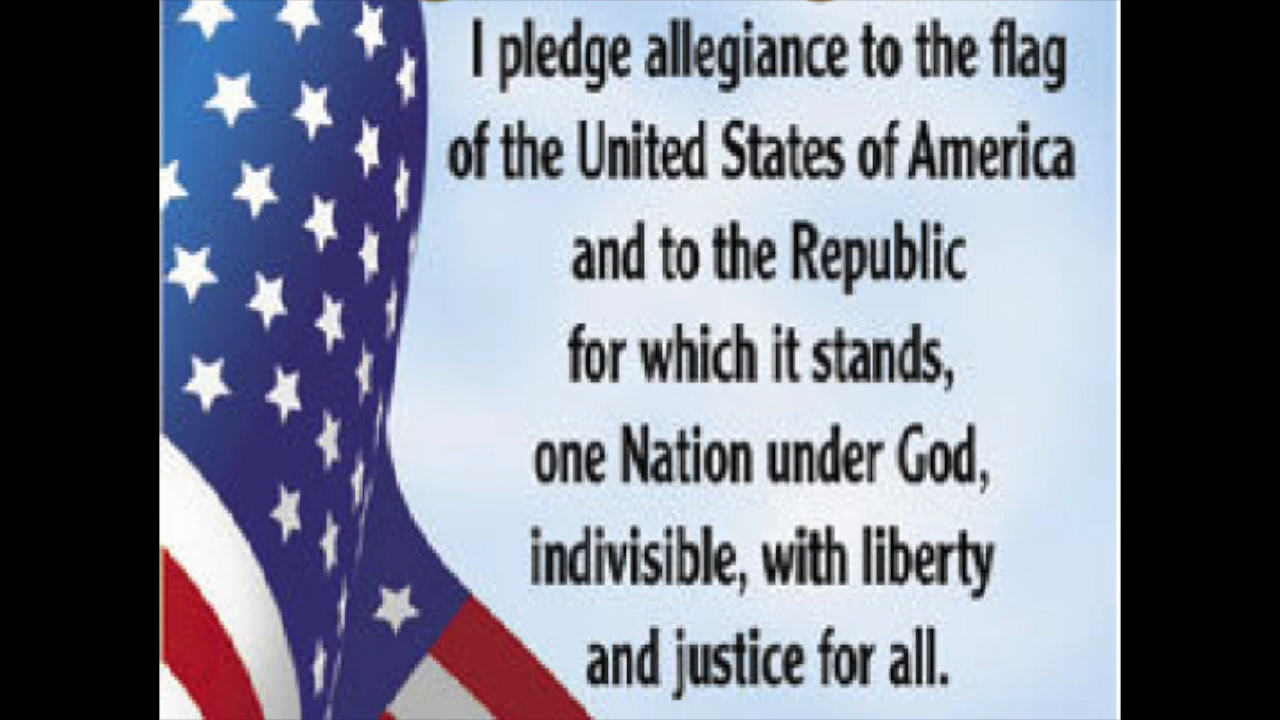 I pledge allegiance to the flag
of the United States of America
and to the Republic
for which it stands,
one Nation under God,
indivisible, with liberty
and justice for all.